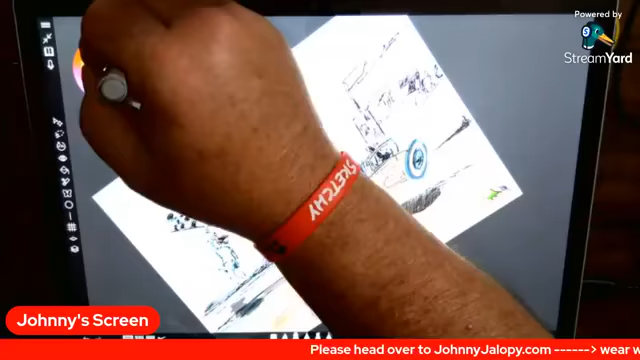 Powered by
StreamYard
SKETCHY
Johnny's Screen
Please head over to JohnnyJalopy.com ------> wear w